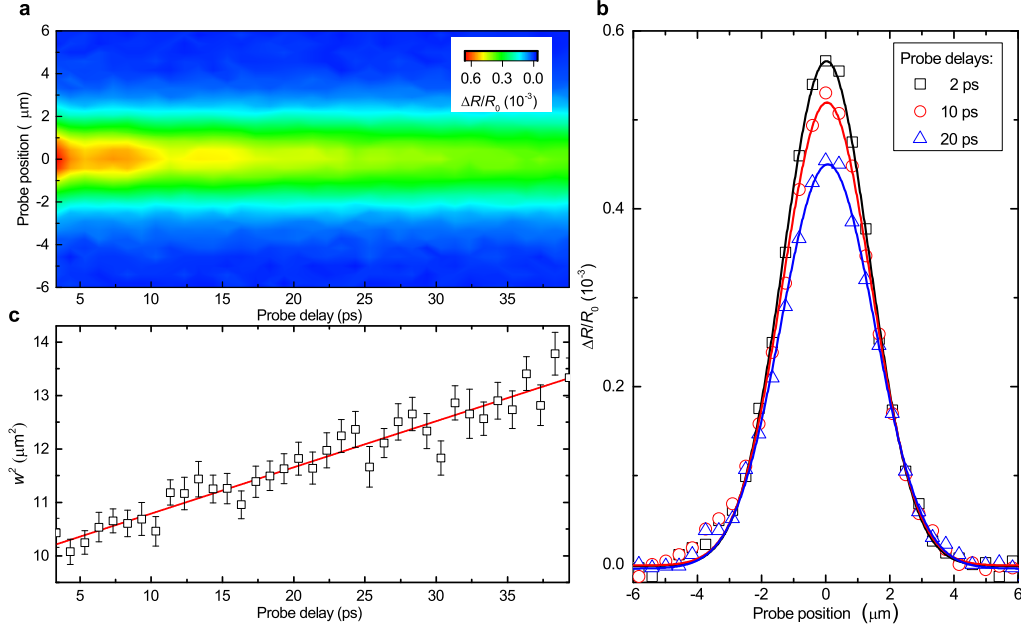 a
6
4
2
0
-2
-4
-6
Probe position ( μm)
0.6 0.3 0.0
ΔR/R₀ (10⁻³)
5 10 15 20 25 30 35
Probe delay (ps)
c
14
13
12
11
10
w² (μm²)
5 10 15 20 25 30 35
Probe delay (ps)
b
0.6
0.4
0.2
0.0
ΔR/R₀ (10⁻³)
Probe delays:
2 ps
10 ps
20 ps
-6 -4 -2 0 2 4 6
Probe position (μm)